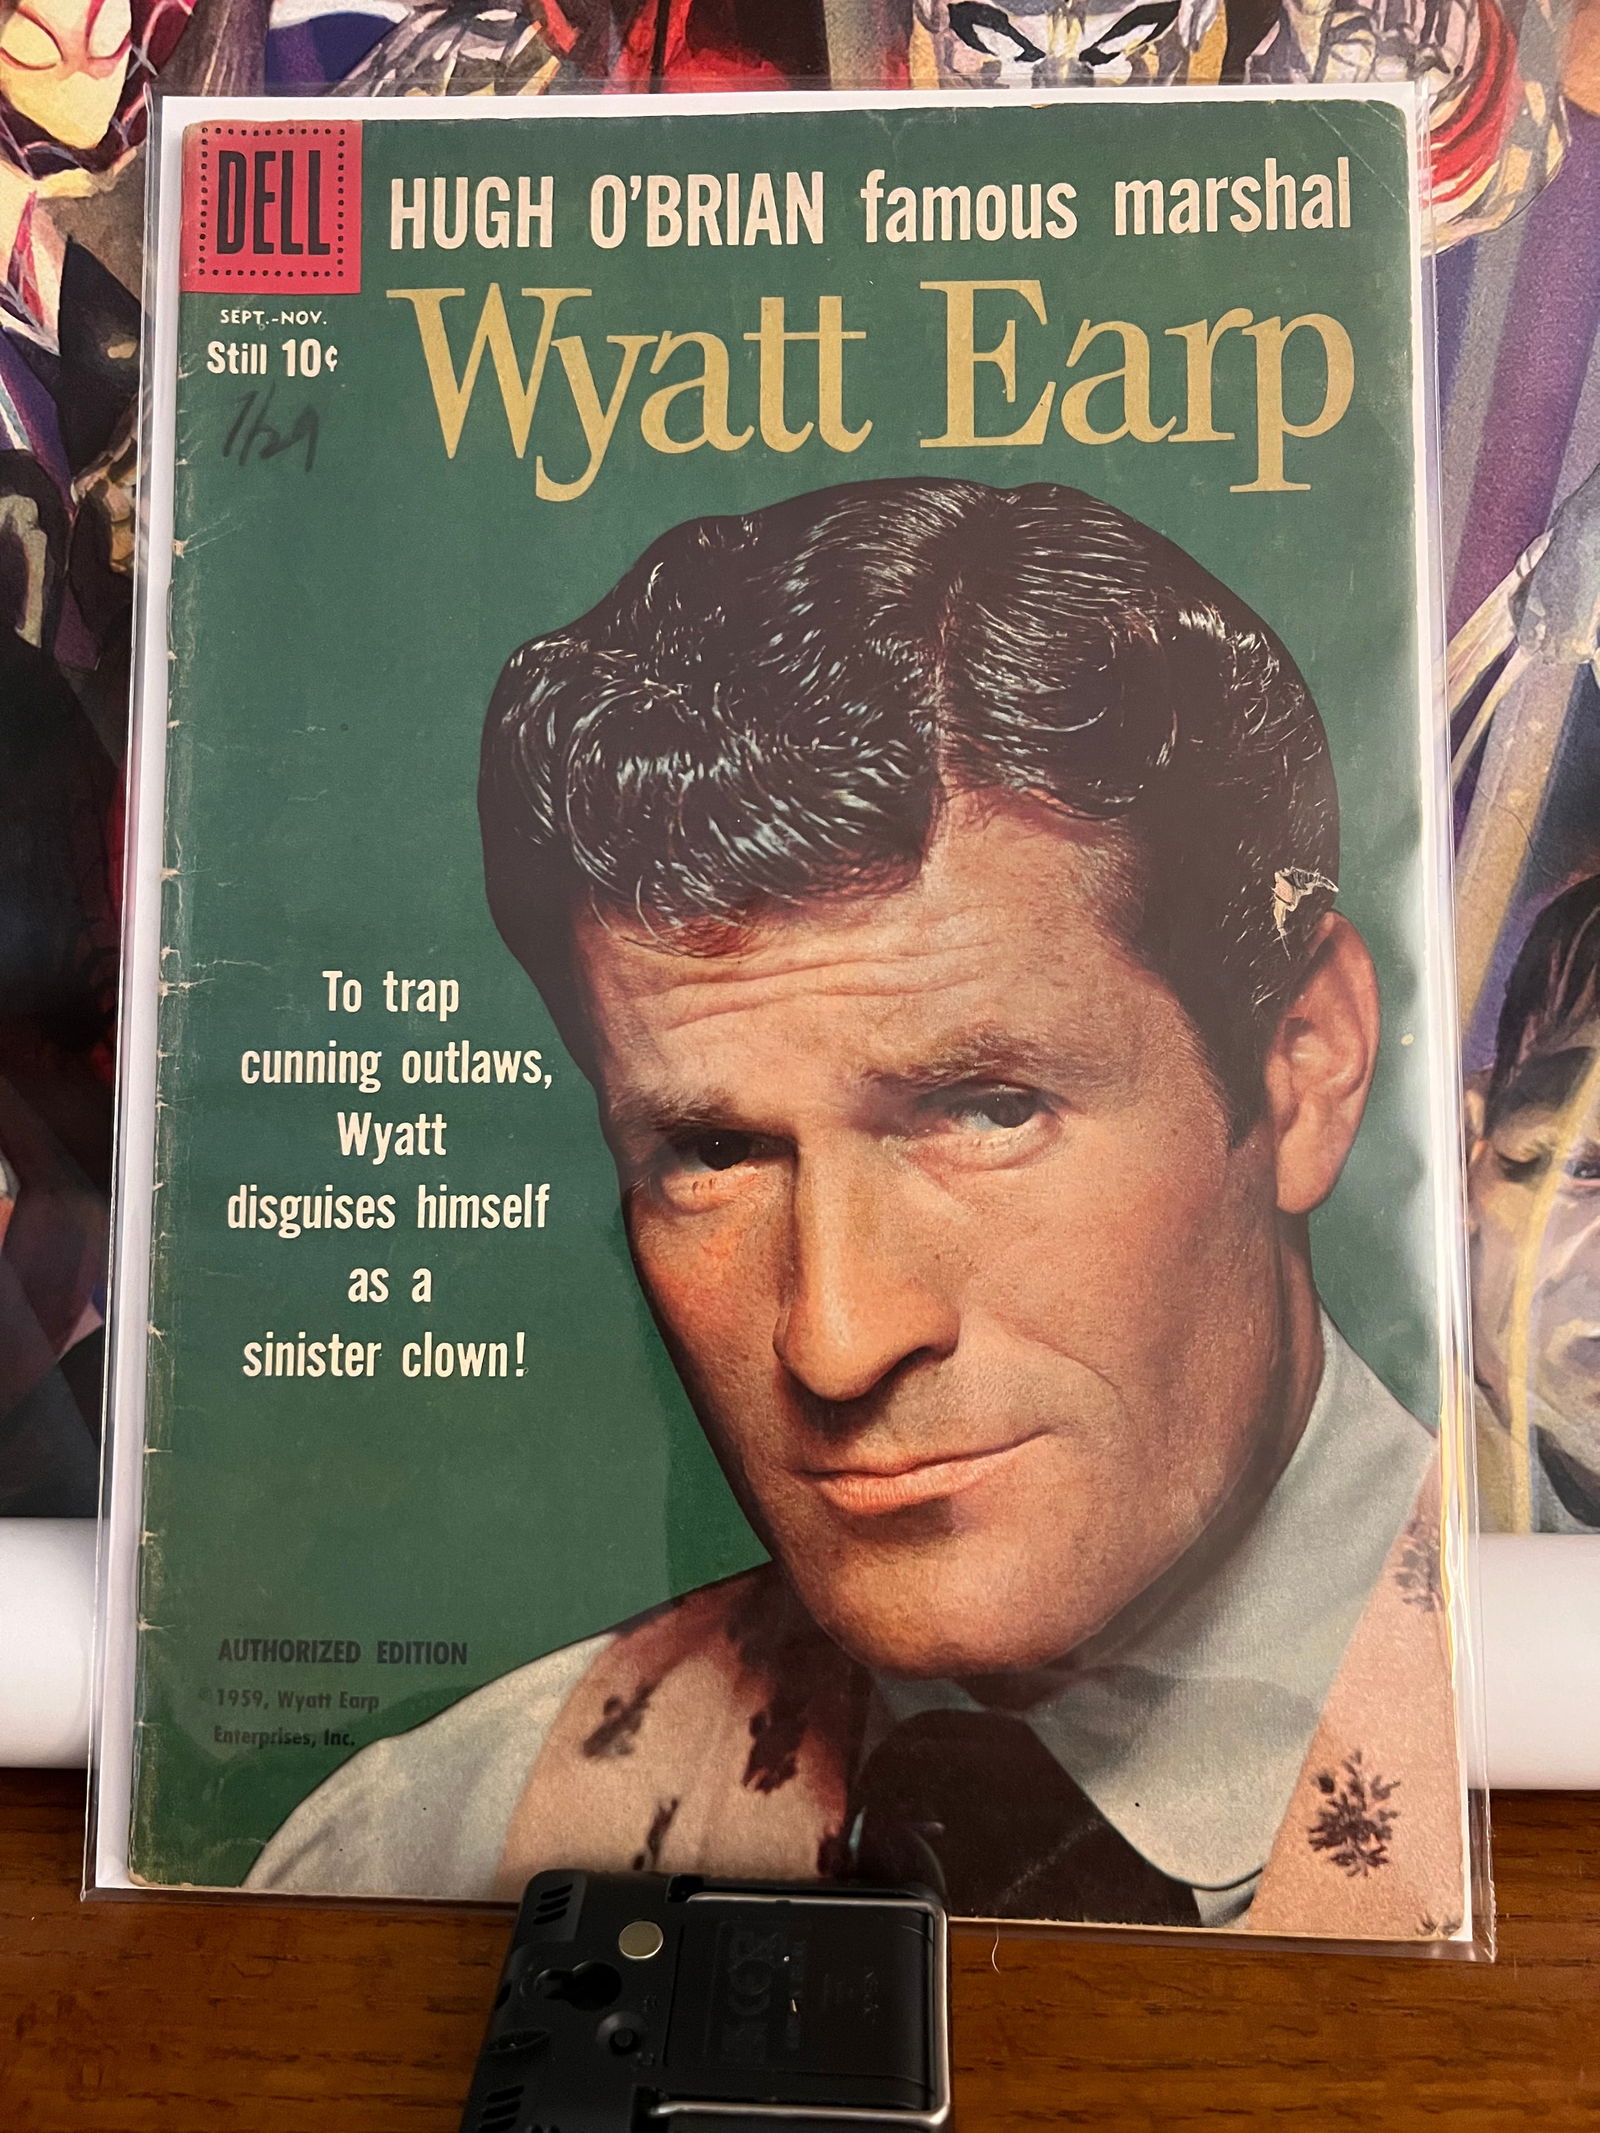 DELL
HUGH O'BRIAN famous marshal
Wyatt Earp
SEPT.-NOV.
Still 10¢
To trap
cunning outlaws,
Wyatt
disguises himself
as a
sinister clown!
AUTHORIZED EDITION
© 1959, Wyatt Earp
Enterprises, Inc.